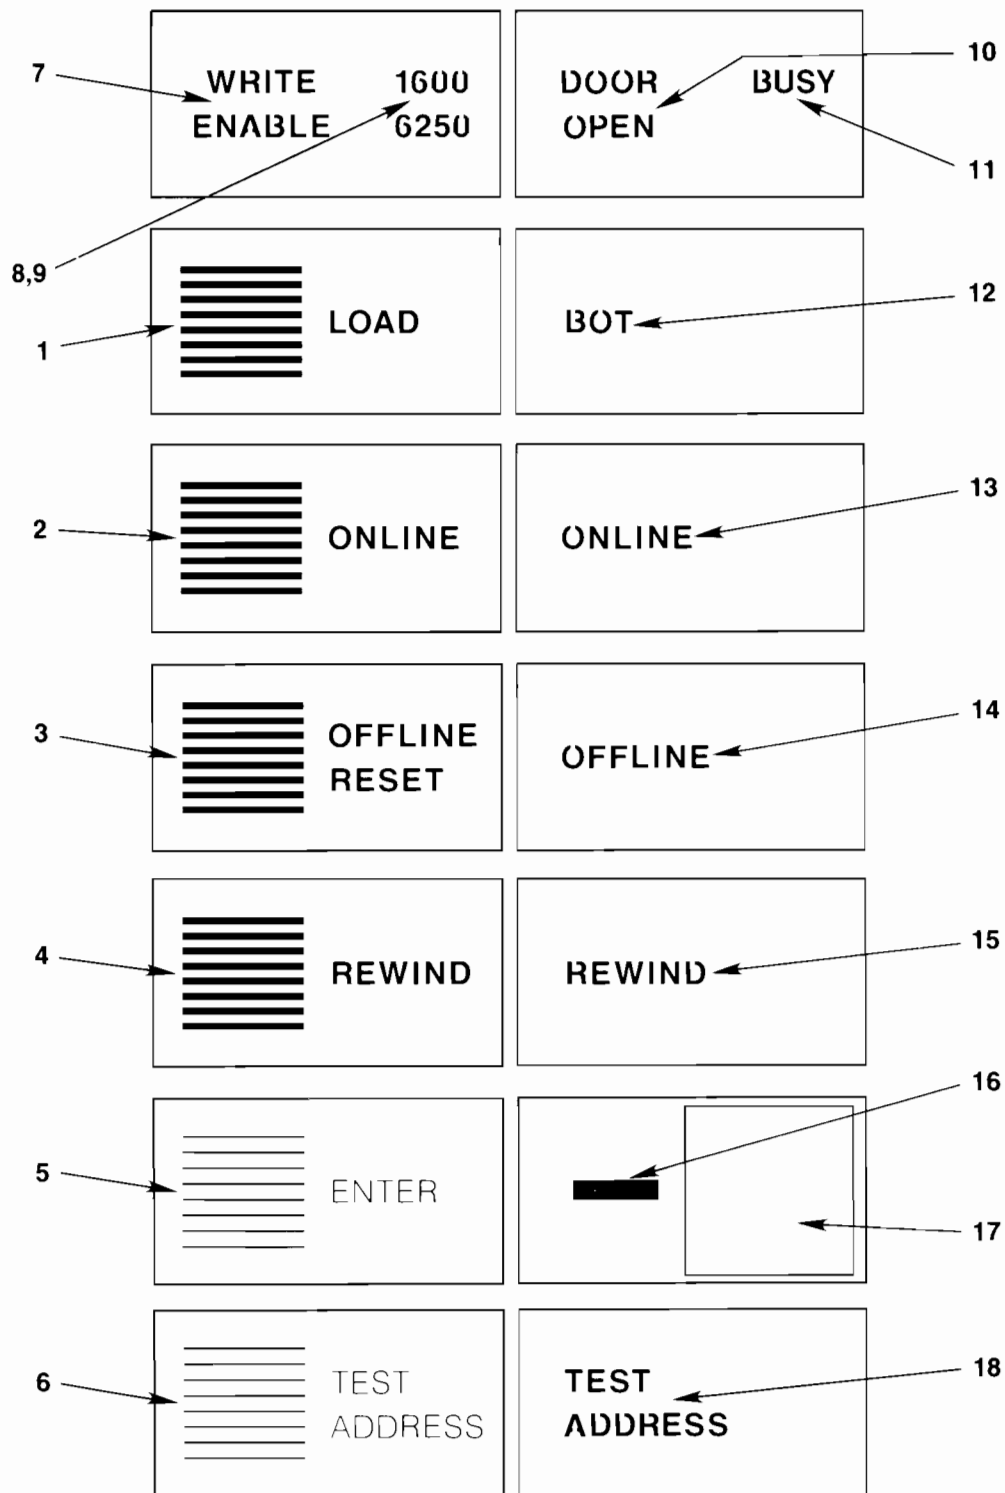 7
WRITE 1600
ENABLE 6250
8,9
DOOR BUSY
OPEN
10
11
1
LOAD
BOT
12
2
ONLINE
ONLINE
13
3
OFFLINE
RESET
OFFLINE
14
4
REWIND
REWIND
15
5
ENTER
16
17
6
TEST
ADDRESS
TEST
ADDRESS
18